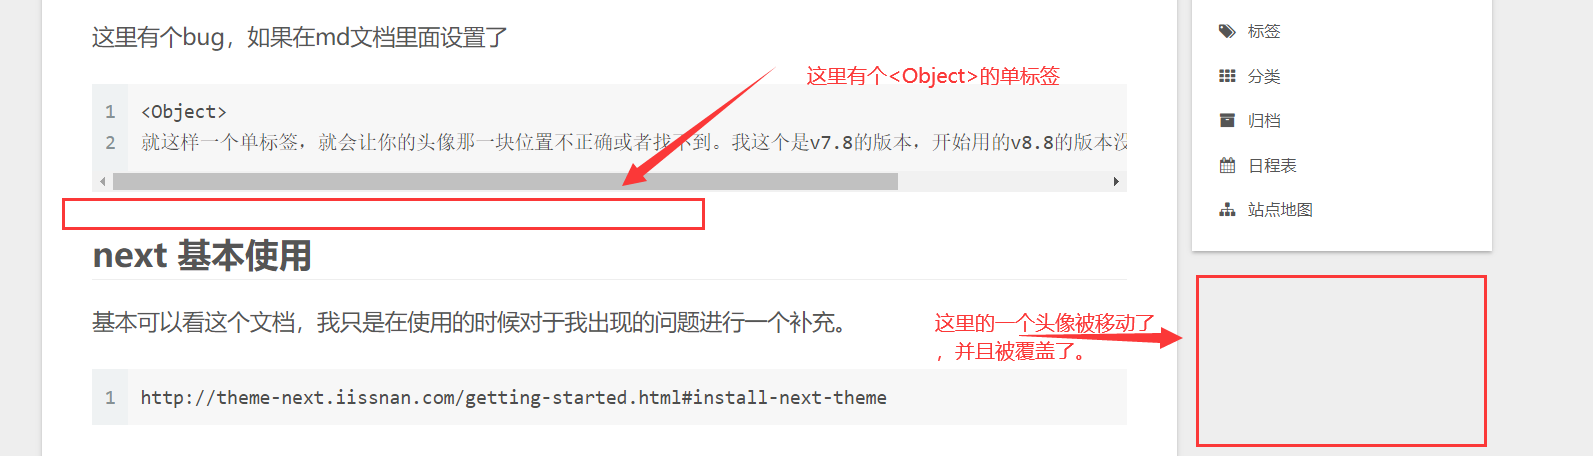 这里有个bug，如果在md文档里面设置了
标签
这里有个<Object>的单标签
分类
1 <Object>
2 就这样一个单标签，就会让你的头像那一块位置不正确或者找不到。我这个是v7.8的版本，开始用的v8.8的版本没
归档
日程表
站点地图
next 基本使用
基本可以看这个文档，我只是在使用的时候对于我出现的问题进行一个补充。
这里的一个头像被移动了
，并且被覆盖了。
1 http://theme-next.iissnan.com/getting-started.html#install-next-theme